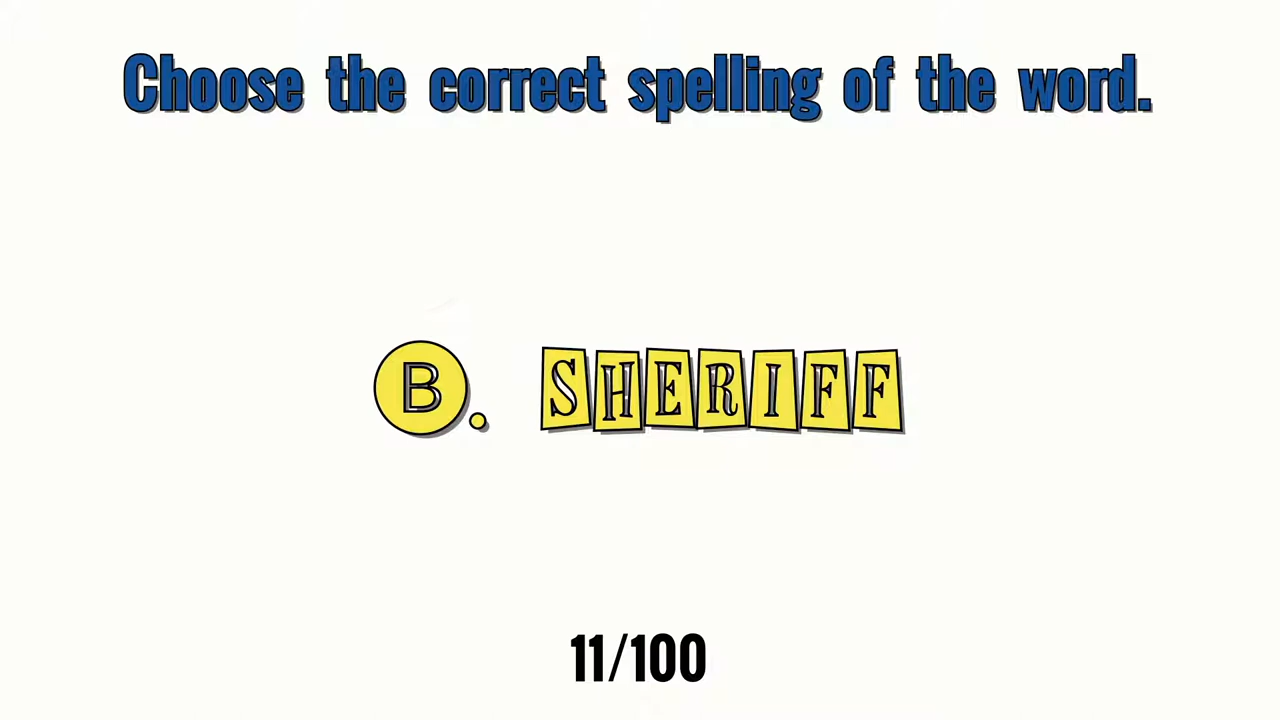 Choose the correct spelling of the word.
B. SHERIFF
11/100